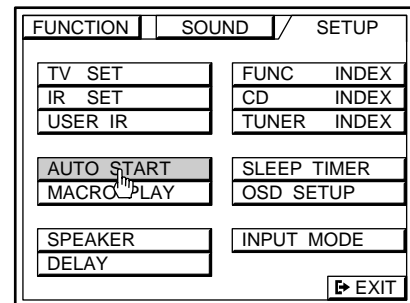 FUNCTION SOUND SETUP
TV SET FUNC INDEX
IR SET CD INDEX
USER IR TUNER INDEX
AUTO START SLEEP TIMER
MACRO PLAY OSD SETUP
SPEAKER INPUT MODE
DELAY
EXIT